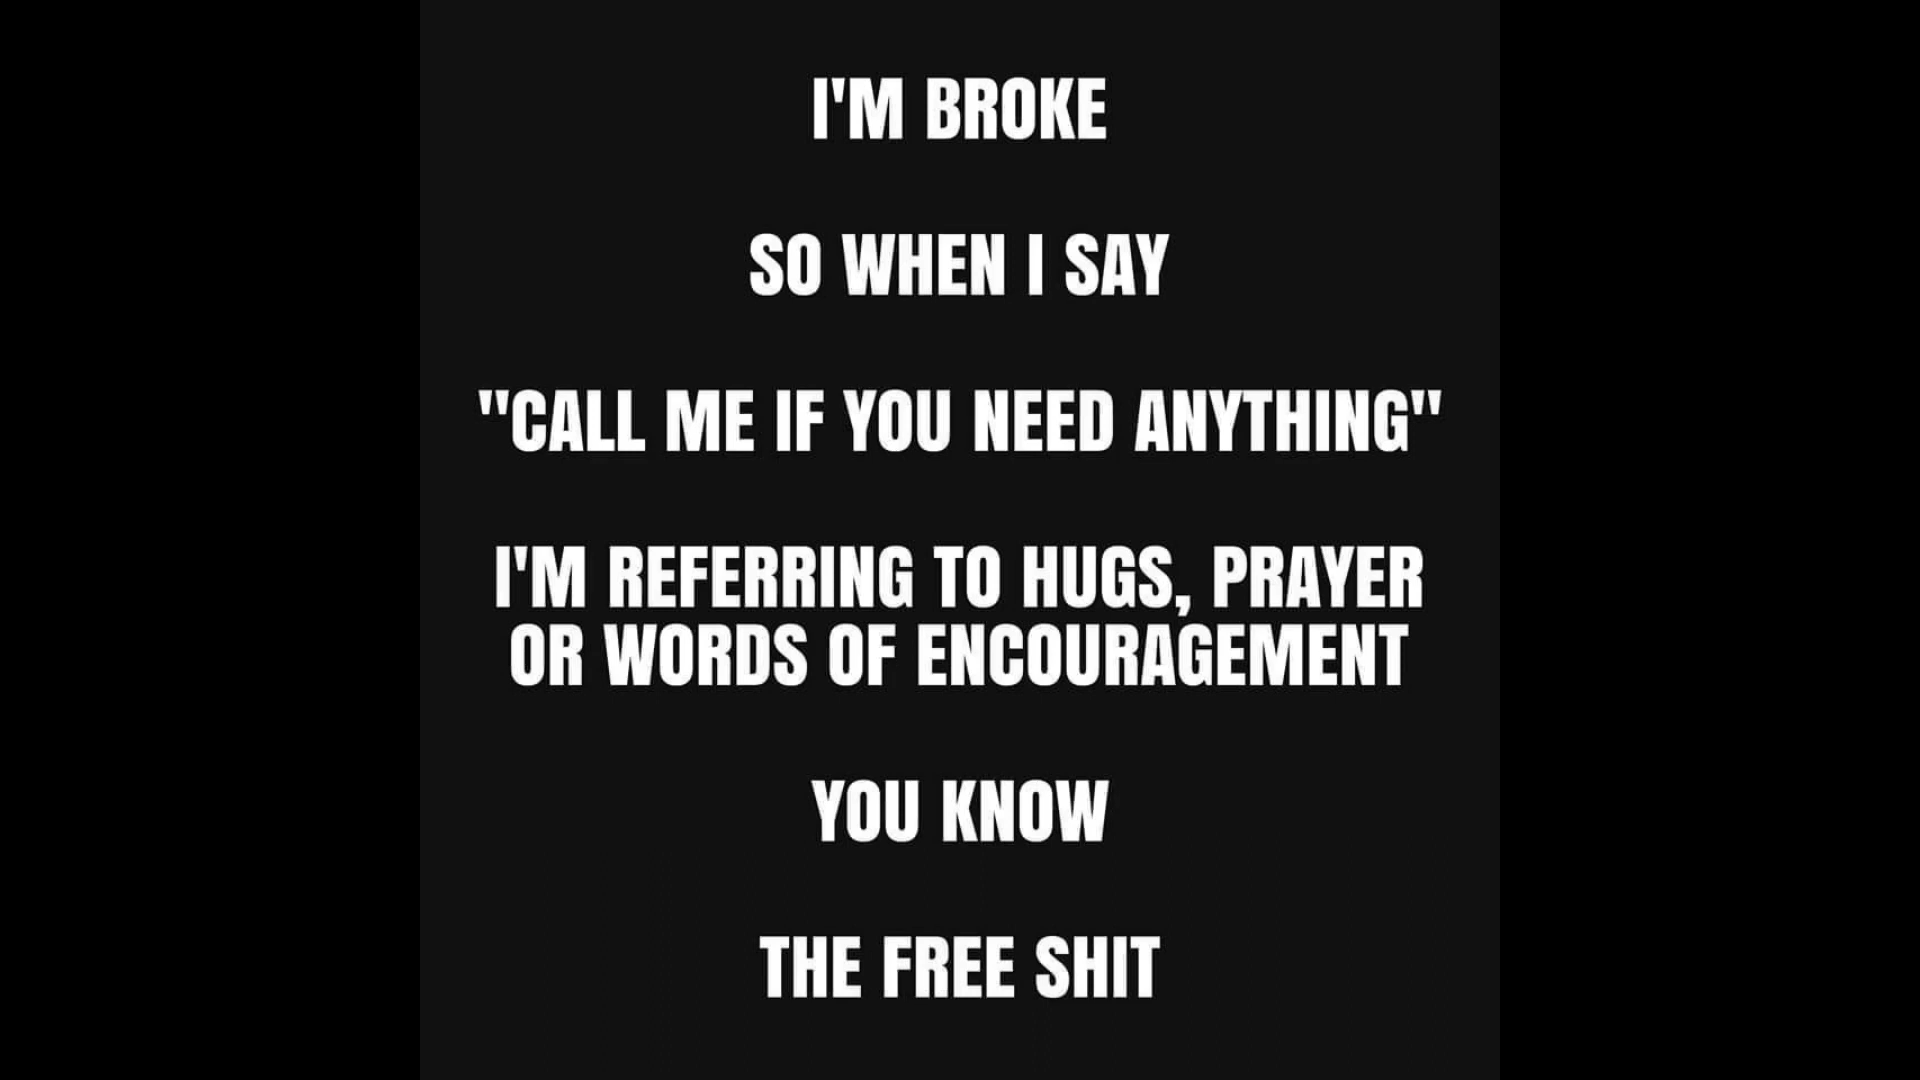 I'M BROKE
SO WHEN I SAY
"CALL ME IF YOU NEED ANYTHING"
I'M REFERRING TO HUGS, PRAYER
OR WORDS OF ENCOURAGEMENT
YOU KNOW
THE FREE SHIT